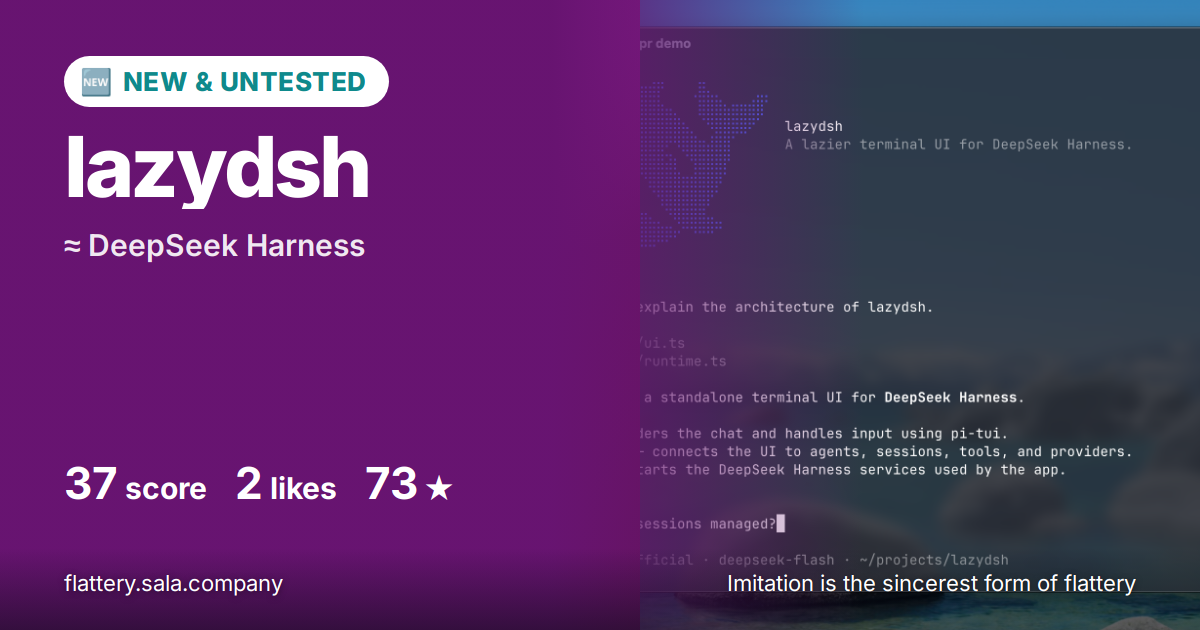 NEW NEW & UNTESTED
lazydsh
≈ DeepSeek Harness
37 score 2 likes 73 ★
flattery.sala.company
pr demo
lazydsh
A lazier terminal UI for DeepSeek Harness.
explain the architecture of lazydsh.
/ui.ts
/runtime.ts
a standalone terminal UI for DeepSeek Harness.
ders the chat and handles input using pi-tui.
- connects the UI to agents, sessions, tools, and providers.
tarts the DeepSeek Harness services used by the app.
sessions managed?
fficial · deepseek-flash · ~/projects/lazydsh
Imitation is the sincerest form of flattery